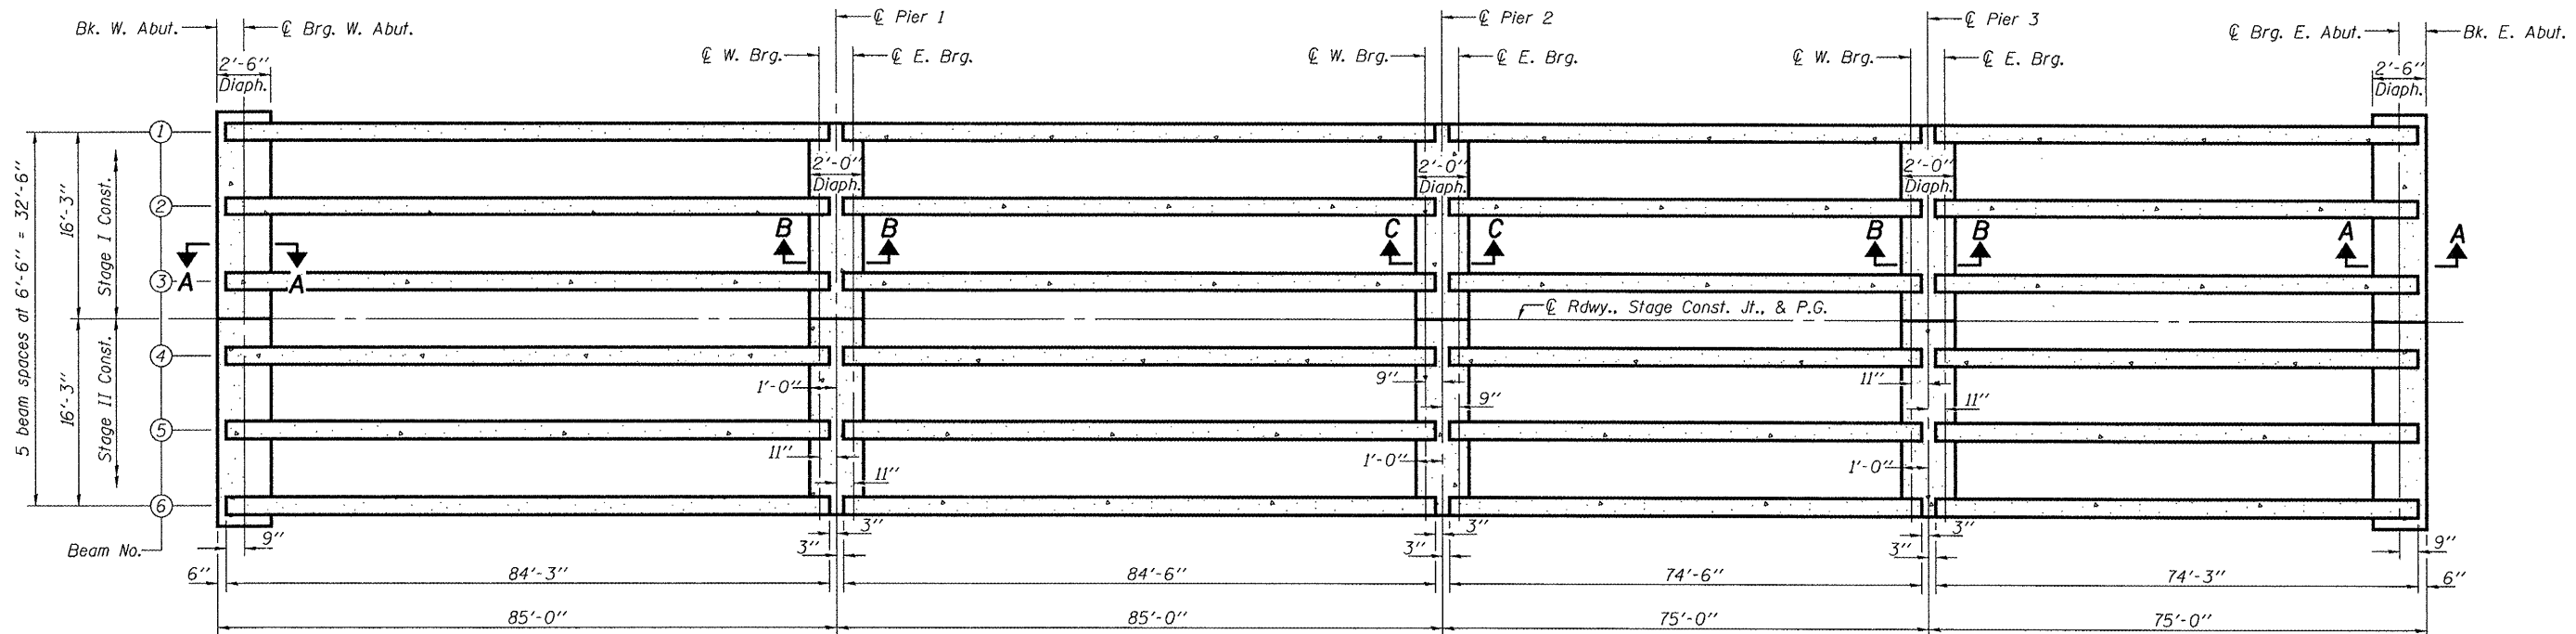 Bk. W. Abut.
℄ Brg. W. Abut.
℄ Pier 1
℄ Pier 2
℄ Pier 3
℄ Brg. E. Abut.
Bk. E. Abut.
℄ W. Brg.
℄ E. Brg.
℄ W. Brg.
℄ E. Brg.
℄ W. Brg.
℄ E. Brg.
2'-6"
Diaph.
2'-6"
Diaph.
1
2
3
4
5
6
Beam No.
5 beam spaces at 6'-6" = 32'-6"
16'-3"
16'-3"
Stage I Const.
Stage II Const.
2'-0"
Diaph.
2'-0"
Diaph.
2'-0"
Diaph.
A
A
B
B
C
C
B
B
A
A
℄ Rdwy., Stage Const. Jt., & P.G.
1'-0"
9"
9"
11"
11"
11"
11"
1'-0"
1'-0"
9"
3"
3"
3"
3"
3"
3"
9"
6"
84'-3"
84'-6"
74'-6"
74'-3"
6"
85'-0"
85'-0"
75'-0"
75'-0"